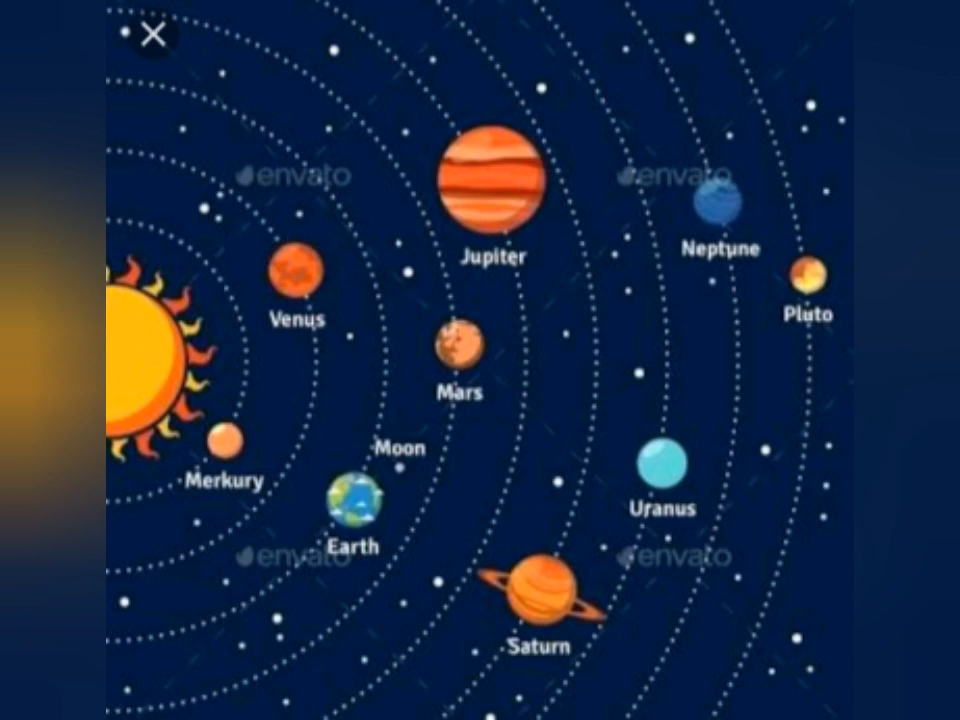 envato
envato
Jupiter
Neptune
Venus
Pluto
Mars
Moon
Merkury
Uranus
Earth
envato
envato
Saturn